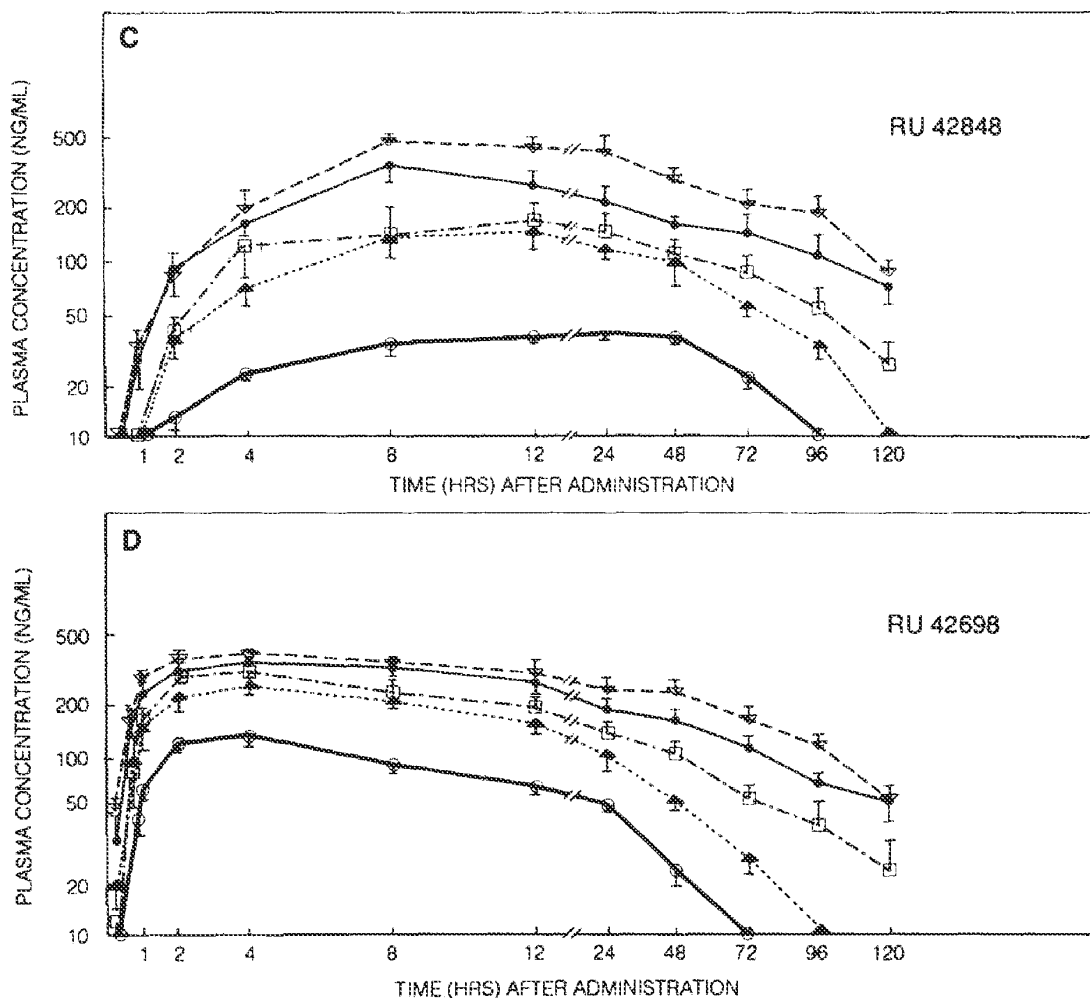 C
RU 42848
PLASMA CONCENTRATION (NG/ML)
500
200
100
50
20
10
1 2 4 8 12 24 48 72 96 120
TIME (HRS) AFTER ADMINISTRATION
D
RU 42698
PLASMA CONCENTRATION (NG/ML)
500
200
100
50
20
10
1 2 4 8 12 24 48 72 96 120
TIME (HRS) AFTER ADMINISTRATION